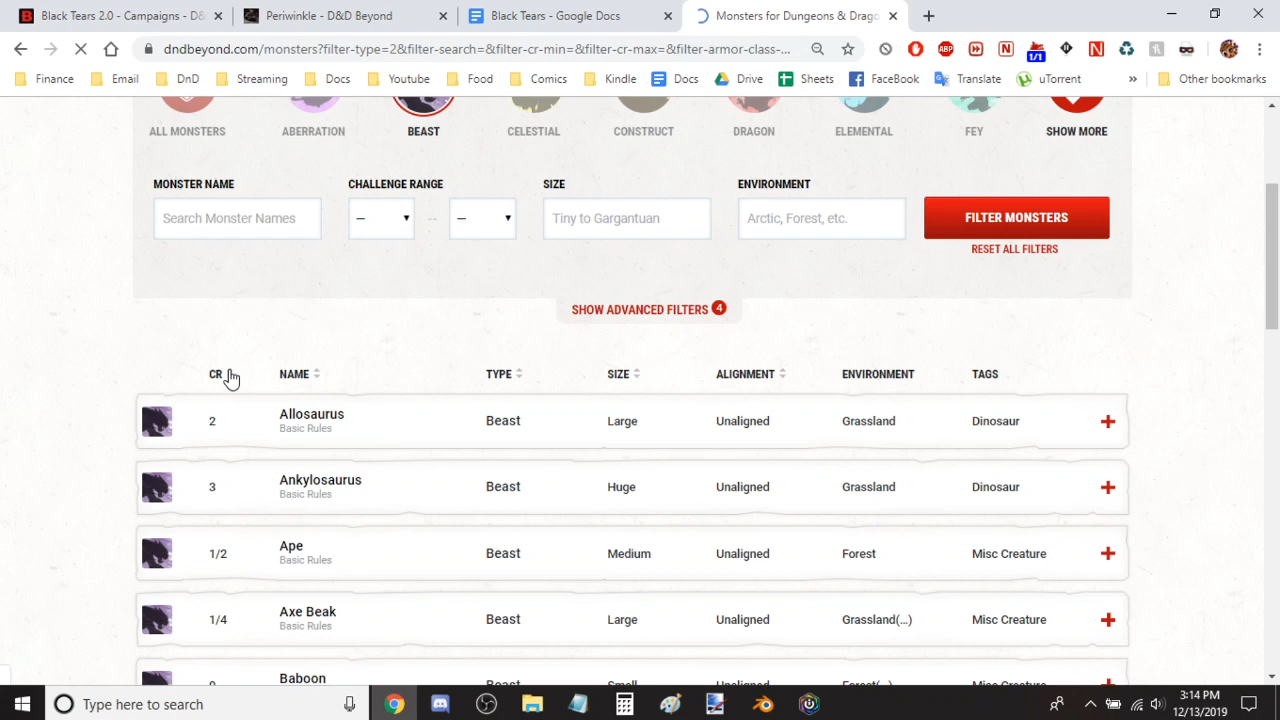 Black Tears 2.0 - Campaigns - D& Periwinkle - D&D Beyond Black Tears - Google Docs Monsters for Dungeons & Drago
dndbeyond.com/monsters?filter-type=2&filter-search=&filter-cr-min=&filter-cr-max=&filter-armor-class-... ABP N 1/1 N
Finance Email DnD Streaming Docs Youtube Food Comics Kindle Docs Drive Sheets FaceBook Translate uTorrent » Other bookmarks
ALL MONSTERS ABERRATION BEAST CELESTIAL CONSTRUCT DRAGON ELEMENTAL FEY SHOW MORE
MONSTER NAME CHALLENGE RANGE SIZE ENVIRONMENT
Search Monster Names -- -- -- Tiny to Gargantuan Arctic, Forest, etc. FILTER MONSTERS
RESET ALL FILTERS
SHOW ADVANCED FILTERS 4
CR NAME TYPE SIZE ALIGNMENT ENVIRONMENT TAGS
2 Allosaurus Beast Large Unaligned Grassland Dinosaur
Basic Rules
3 Ankylosaurus Beast Huge Unaligned Grassland Dinosaur
Basic Rules
1/2 Ape Beast Medium Unaligned Forest Misc Creature
Basic Rules
1/4 Axe Beak Beast Large Unaligned Grassland(...) Misc Creature
Basic Rules
Baboon
Type here to search 3:14 PM
12/13/2019